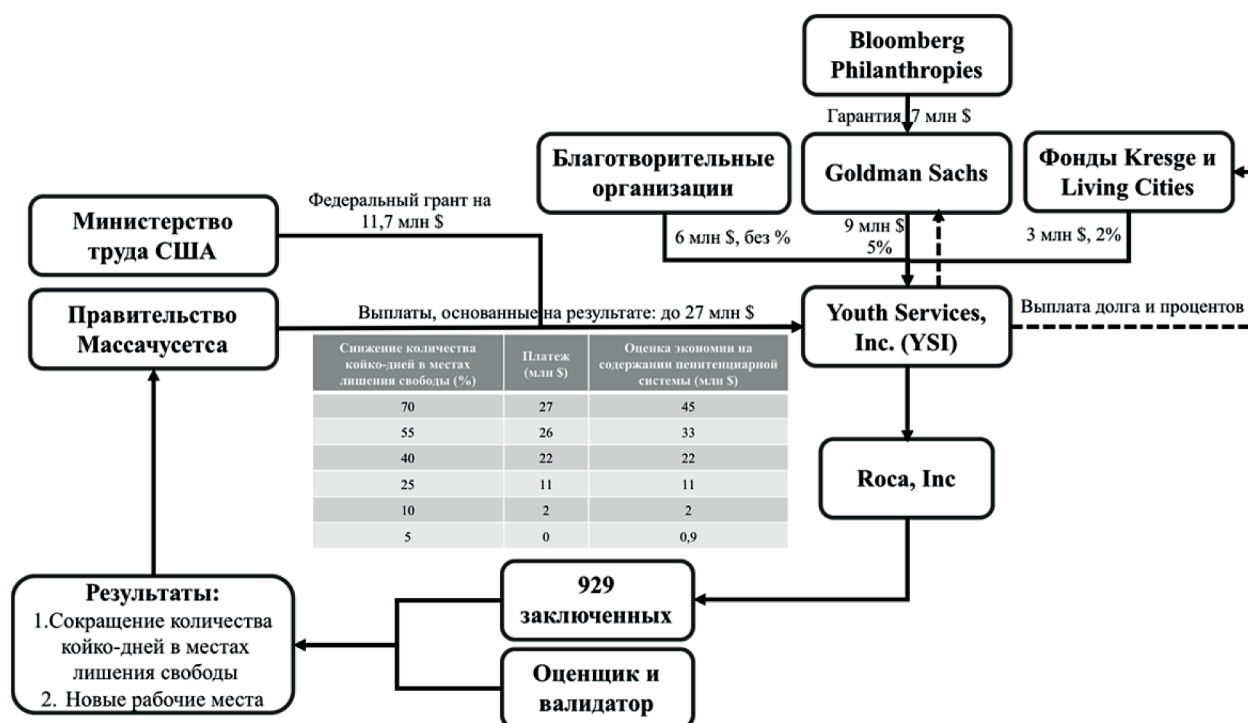 Bloomberg
Philanthropies
Гарантия, 7 млн $
Благотворительные
организации
Goldman Sachs
Фонды Kresge и
Living Cities
Министерство
труда США
Федеральный грант на
11,7 млн $
6 млн $, без %
9 млн $
5%
3 млн $, 2%
Правительство
Массачусетса
Выплаты, основанные на результате: до 27 млн $
Youth Services,
Inc. (YSI)
Выплата долга и процентов
Снижение количества
койко-дней в местах
лишения свободы (%)
Платеж
(млн $)
Оценка экономии на
содержании пенитенциарной
системы (млн $)
70 27 45
55 26 33
40 22 22
25 11 11
10 2 2
5 0 0,9
Roca, Inc
929
заключенных
Оценщик и
валидатор
Результаты:
1.Сокращение количества
койко-дней в местах
лишения свободы
2. Новые рабочие места